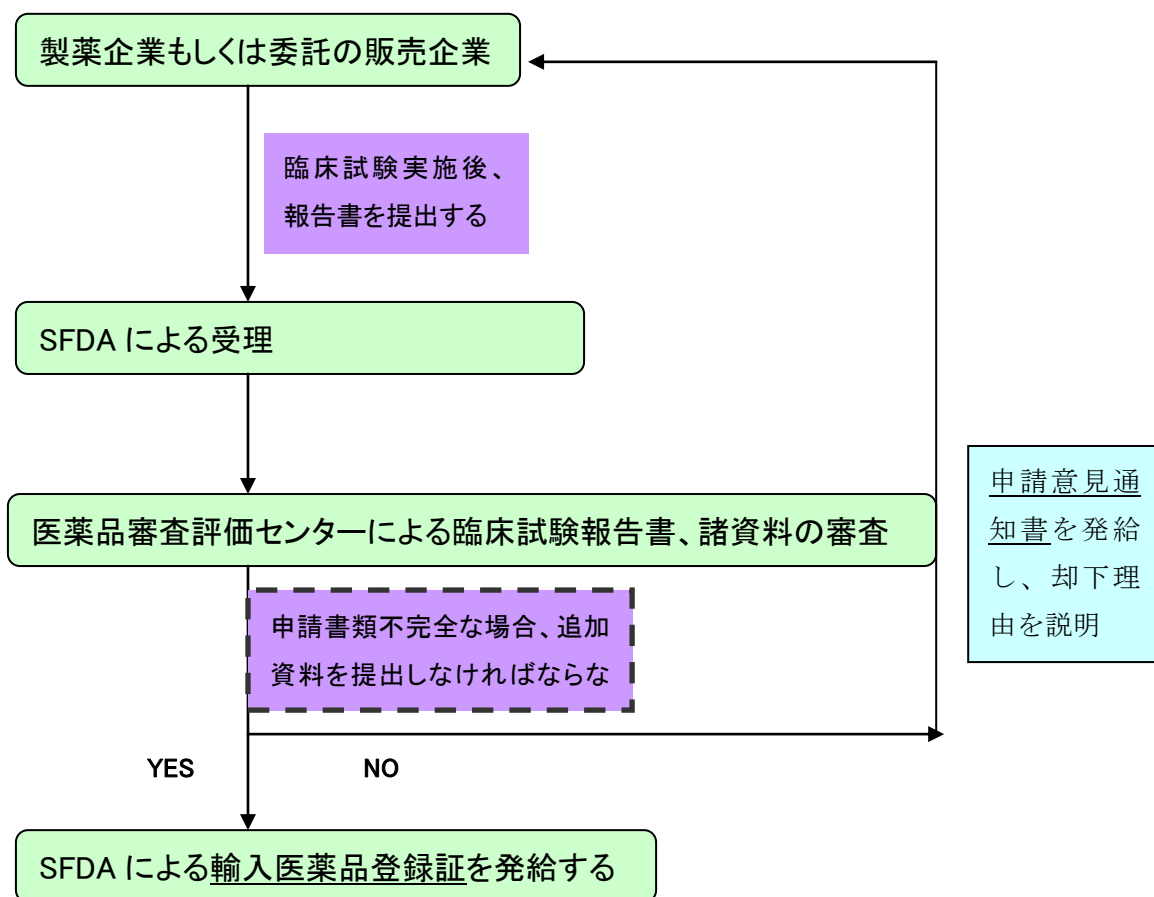 製薬企業もしくは委託の販売企業
臨床試験実施後、
報告書を提出する
SFDA による受理
医薬品審査評価センターによる臨床試験報告書、諸資料の審査
申請意見通
知書を発給
し、却下理
由を説明
申請書類不完全な場合、追加
資料を提出しなければならな
YES
NO
SFDA による輸入医薬品登録証を発給する